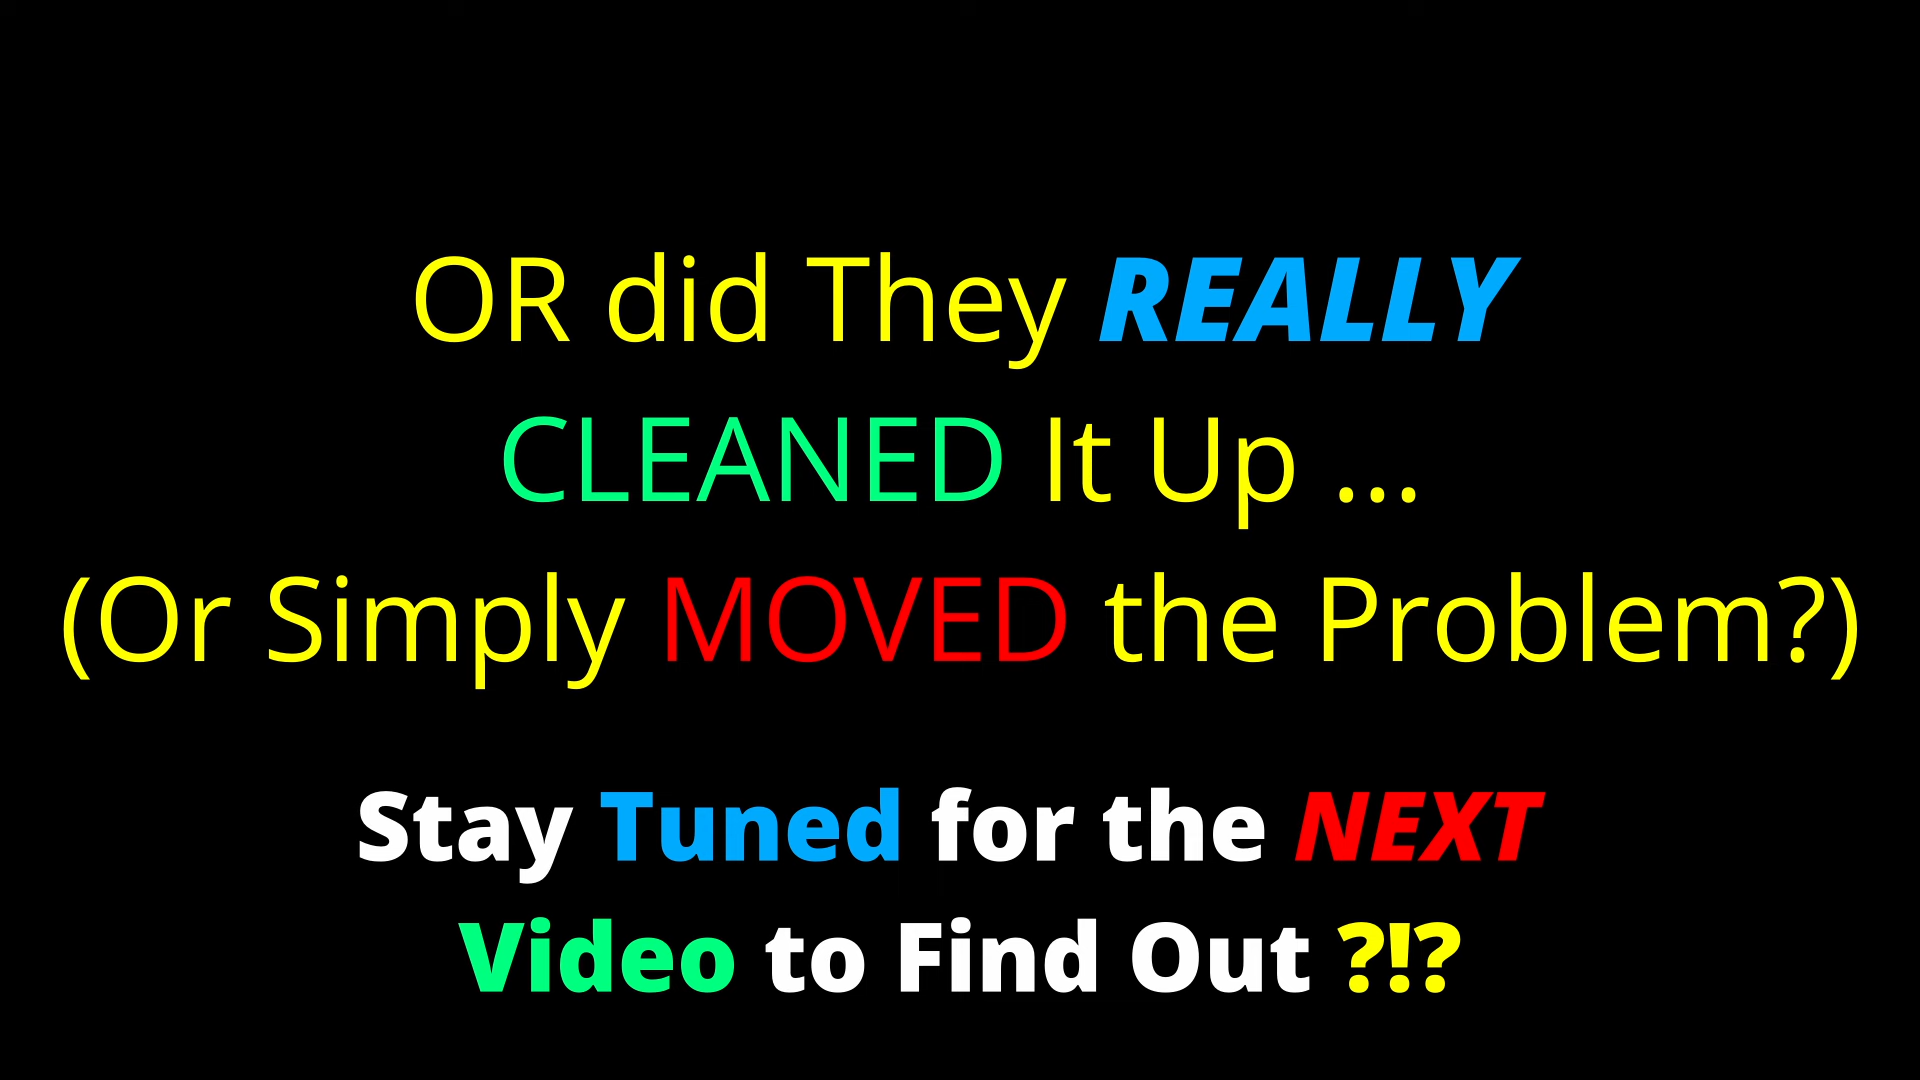 OR did They REALLY
CLEANED It Up ...
(Or Simply MOVED the Problem?)
Stay Tuned for the NEXT
Video to Find Out ?!?